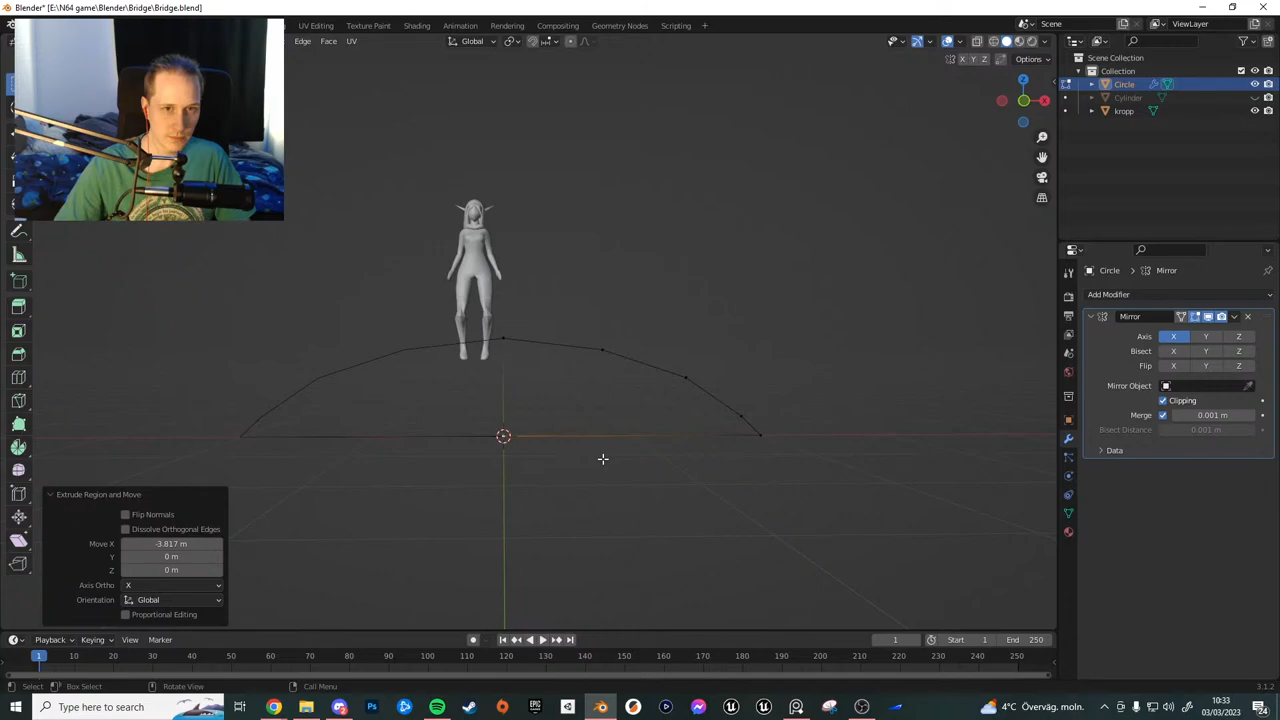 Blender* [E:\N64 game\Blender\Bridge\Bridge.blend]
UV Editing Texture Paint Shading Animation Rendering Compositing Geometry Nodes Scripting + Scene ViewLayer
Edge Face UV Global
X Y Z Options
Scene Collection
Collection
Circle
Cylinder
kropp
Z
X
Circle > Mirror
Add Modifier
Mirror
Axis X Y Z
Bisect X Y Z
Flip X Y Z
Mirror Object
Clipping
Merge 0.001 m
Bisect Distance 0.001 m
Data
Extrude Region and Move
Flip Normals
Dissolve Orthogonal Edges
Move X -3.817 m
Y 0 m
Z 0 m
Axis Ortho X
Orientation Global
Proportional Editing
Playback Keying View Marker 1 Start 1 End 250
1 10 20 30 40 50 60 70 80 90 100 110 120 130 140 150 160 170 180 190 200 210 220 230 240 250
Select Box Select Rotate View Call Menu 3.1.2
Type here to search 4°C Överväg. moln. 10:33
03/03/2023